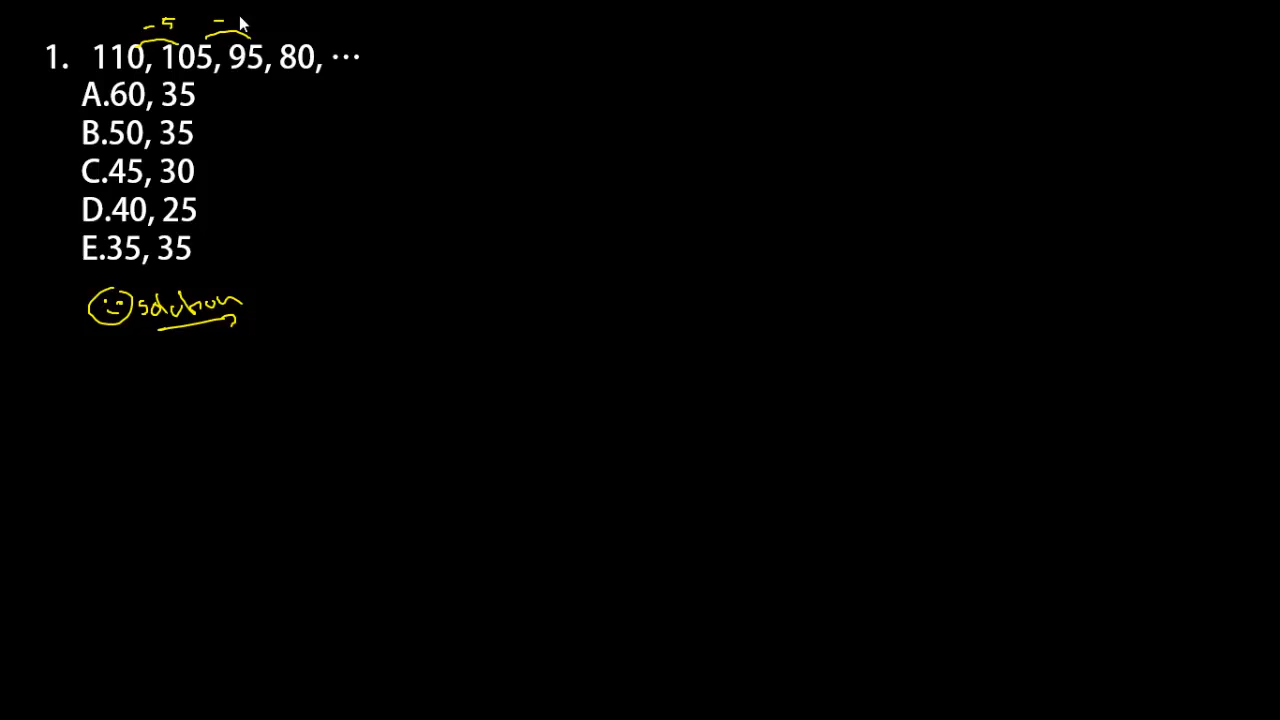 -5 -
1. 110, 105, 95, 80, ⋯
A.60, 35
B.50, 35
C.45, 30
D.40, 25
E.35, 35
solution